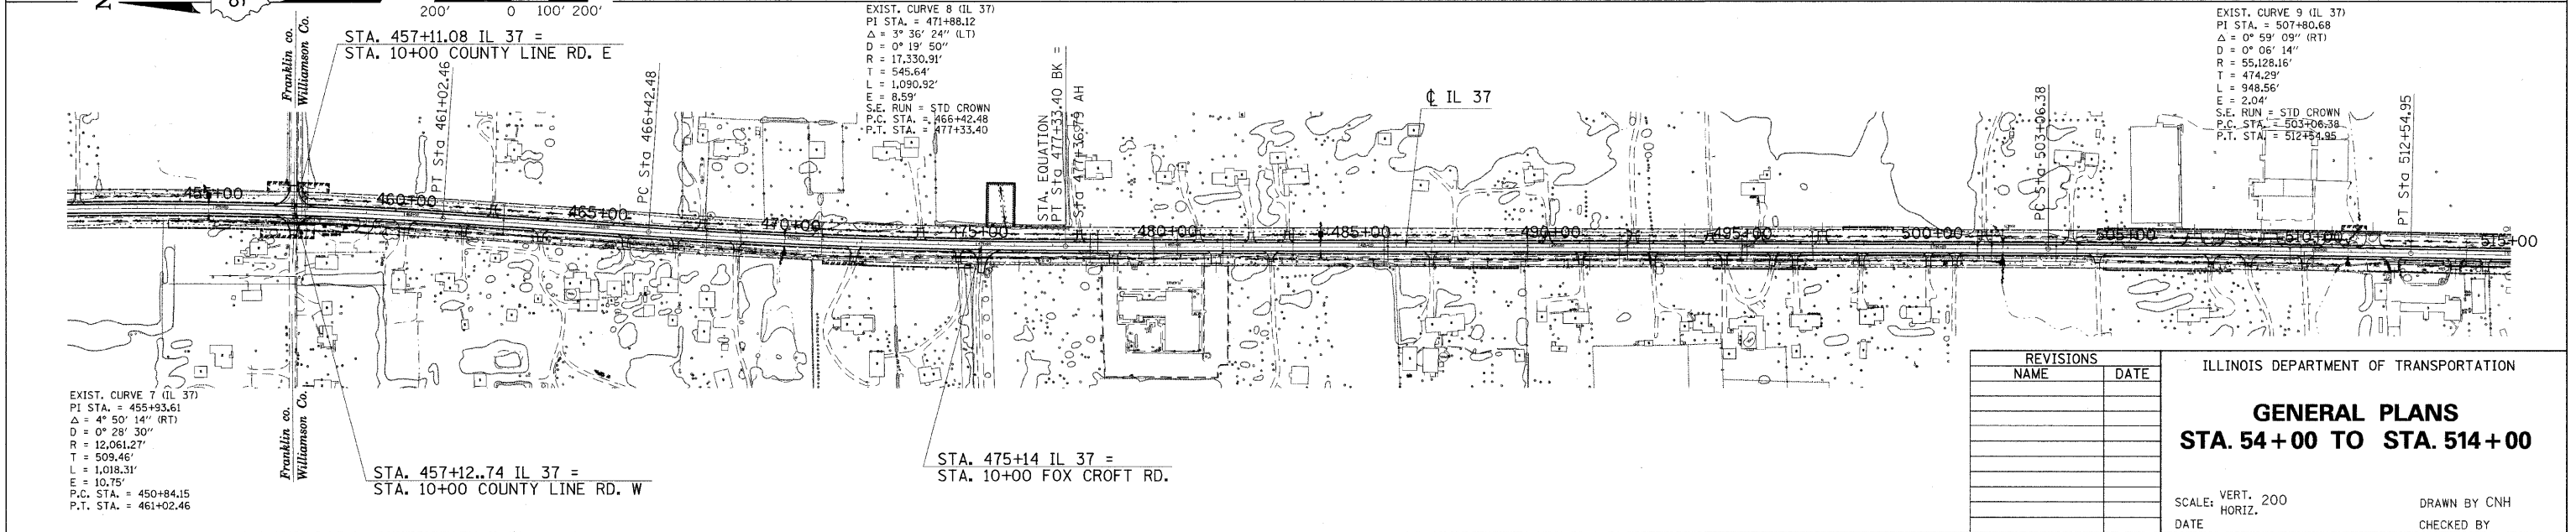 200' 0 100' 200'
Franklin co.
Williamson Co.
STA. 457+11.08 IL 37 =
STA. 10+00 COUNTY LINE RD. E
PT Sta 461+02.46
PC Sta 466+42.48
EXIST. CURVE 8 (IL 37)
PI STA. = 471+88.12
Δ = 3° 36' 24" (LT)
D = 0° 19' 50"
R = 17,330.91'
T = 545.64'
L = 1,090.92'
E = 8.59'
S.E. RUN = STD CROWN
P.C. STA. = 466+42.48
P.T. STA. = 477+33.40
STA. EQUATION
PT Sta 477+33.40 BK =
Sta 477+36.79 AH
℄ IL 37
PC Sta 503+06.38
EXIST. CURVE 9 (IL 37)
PI STA. = 507+80.68
Δ = 0° 59' 09" (RT)
D = 0° 06' 14"
R = 55,128.16'
T = 474.29'
L = 948.56'
E = 2.04'
S.E. RUN = STD CROWN
P.C. STA. = 503+06.38
P.T. STA. = 512+54.95
PT Sta 512+54.95
455+00
460+00
465+00
470+00
475+00
480+00
485+00
490+00
495+00
500+00
505+00
510+00
515+00
EXIST. CURVE 7 (IL 37)
PI STA. = 455+93.61
Δ = 4° 50' 14" (RT)
D = 0° 28' 30"
R = 12,061.27'
T = 509.46'
L = 1,018.31'
E = 10.75'
P.C. STA. = 450+84.15
P.T. STA. = 461+02.46
Franklin co.
Williamson Co.
STA. 457+12..74 IL 37 =
STA. 10+00 COUNTY LINE RD. W
STA. 475+14 IL 37 =
STA. 10+00 FOX CROFT RD.
REVISIONS
NAME DATE
ILLINOIS DEPARTMENT OF TRANSPORTATION
GENERAL PLANS
STA. 54+00 TO STA. 514+00
SCALE: VERT. 200
HORIZ.
DATE
DRAWN BY CNH
CHECKED BY